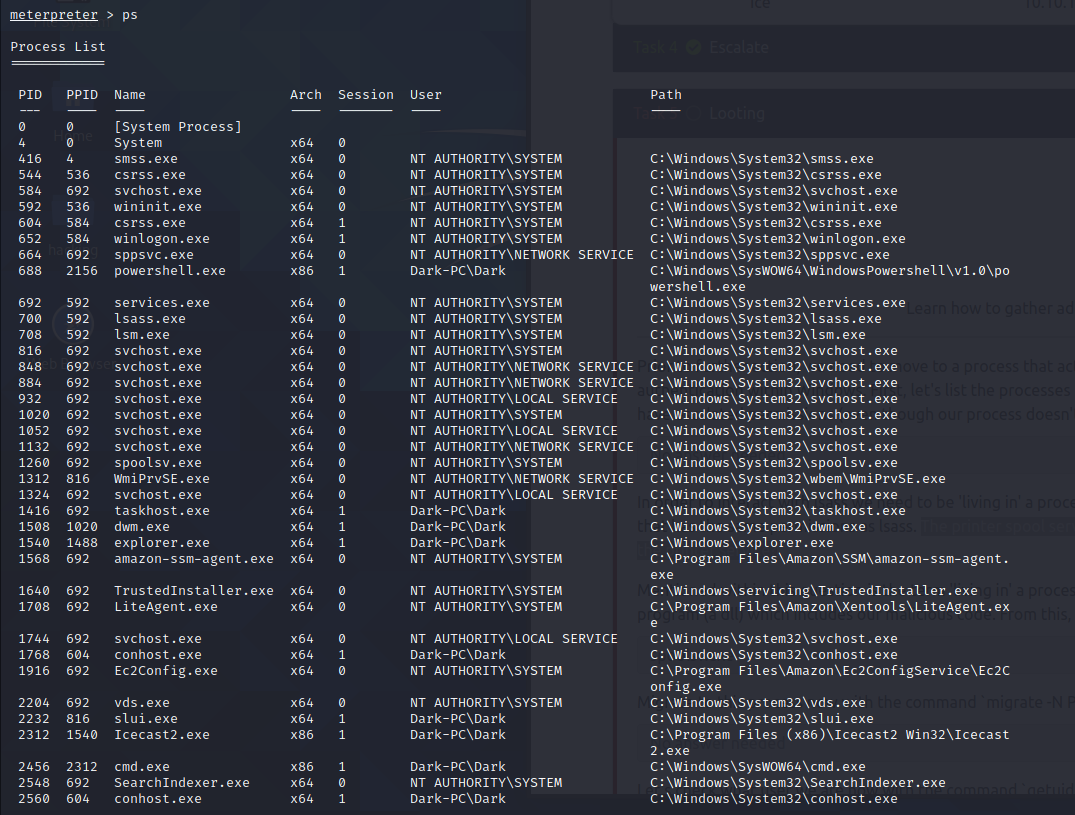 meterpreter > ps
Process List
PID PPID Name Arch Session User Path
0 0 [System Process]
4 0 System x64 0
416 4 smss.exe x64 0 NT AUTHORITY\SYSTEM C:\Windows\System32\smss.exe
544 536 csrss.exe x64 0 NT AUTHORITY\SYSTEM C:\Windows\System32\csrss.exe
584 692 svchost.exe x64 0 NT AUTHORITY\SYSTEM C:\Windows\System32\svchost.exe
592 536 wininit.exe x64 0 NT AUTHORITY\SYSTEM C:\Windows\System32\wininit.exe
604 584 csrss.exe x64 1 NT AUTHORITY\SYSTEM C:\Windows\System32\csrss.exe
652 584 winlogon.exe x64 1 NT AUTHORITY\SYSTEM C:\Windows\System32\winlogon.exe
664 692 sppsvc.exe x64 0 NT AUTHORITY\NETWORK SERVICE C:\Windows\System32\sppsvc.exe
688 2156 powershell.exe x86 1 Dark-PC\Dark C:\Windows\SysWOW64\WindowsPowershell\v1.0\po
wershell.exe
692 592 services.exe x64 0 NT AUTHORITY\SYSTEM C:\Windows\System32\services.exe
700 592 lsass.exe x64 0 NT AUTHORITY\SYSTEM C:\Windows\System32\lsass.exe
708 592 lsm.exe x64 0 NT AUTHORITY\SYSTEM C:\Windows\System32\lsm.exe
816 692 svchost.exe x64 0 NT AUTHORITY\SYSTEM C:\Windows\System32\svchost.exe
848 692 svchost.exe x64 0 NT AUTHORITY\NETWORK SERVICE C:\Windows\System32\svchost.exe
884 692 svchost.exe x64 0 NT AUTHORITY\NETWORK SERVICE C:\Windows\System32\svchost.exe
932 692 svchost.exe x64 0 NT AUTHORITY\LOCAL SERVICE C:\Windows\System32\svchost.exe
1020 692 svchost.exe x64 0 NT AUTHORITY\SYSTEM C:\Windows\System32\svchost.exe
1052 692 svchost.exe x64 0 NT AUTHORITY\LOCAL SERVICE C:\Windows\System32\svchost.exe
1132 692 svchost.exe x64 0 NT AUTHORITY\NETWORK SERVICE C:\Windows\System32\svchost.exe
1260 692 spoolsv.exe x64 0 NT AUTHORITY\SYSTEM C:\Windows\System32\spoolsv.exe
1312 816 WmiPrvSE.exe x64 0 NT AUTHORITY\NETWORK SERVICE C:\Windows\System32\wbem\WmiPrvSE.exe
1324 692 svchost.exe x64 0 NT AUTHORITY\LOCAL SERVICE C:\Windows\System32\svchost.exe
1416 692 taskhost.exe x64 1 Dark-PC\Dark C:\Windows\System32\taskhost.exe
1508 1020 dwm.exe x64 1 Dark-PC\Dark C:\Windows\System32\dwm.exe
1540 1488 explorer.exe x64 1 Dark-PC\Dark C:\Windows\explorer.exe
1568 692 amazon-ssm-agent.exe x64 0 NT AUTHORITY\SYSTEM C:\Program Files\Amazon\SSM\amazon-ssm-agent.
exe
1640 692 TrustedInstaller.exe x64 0 NT AUTHORITY\SYSTEM C:\Windows\servicing\TrustedInstaller.exe
1708 692 LiteAgent.exe x64 0 NT AUTHORITY\SYSTEM C:\Program Files\Amazon\Xentools\LiteAgent.ex
e
1744 692 svchost.exe x64 0 NT AUTHORITY\LOCAL SERVICE C:\Windows\System32\svchost.exe
1768 604 conhost.exe x64 1 Dark-PC\Dark C:\Windows\System32\conhost.exe
1916 692 Ec2Config.exe x64 0 NT AUTHORITY\SYSTEM C:\Program Files\Amazon\Ec2ConfigService\Ec2C
onfig.exe
2204 692 vds.exe x64 0 NT AUTHORITY\SYSTEM C:\Windows\System32\vds.exe
2232 816 slui.exe x64 1 Dark-PC\Dark C:\Windows\System32\slui.exe
2312 1540 Icecast2.exe x86 1 Dark-PC\Dark C:\Program Files (x86)\Icecast2 Win32\Icecast
2.exe
2456 2312 cmd.exe x86 1 Dark-PC\Dark C:\Windows\SysWOW64\cmd.exe
2548 692 SearchIndexer.exe x64 0 NT AUTHORITY\SYSTEM C:\Windows\System32\SearchIndexer.exe
2560 604 conhost.exe x64 1 Dark-PC\Dark C:\Windows\System32\conhost.exe
Task 4 Escalate
Looting
Learn how to gather ad